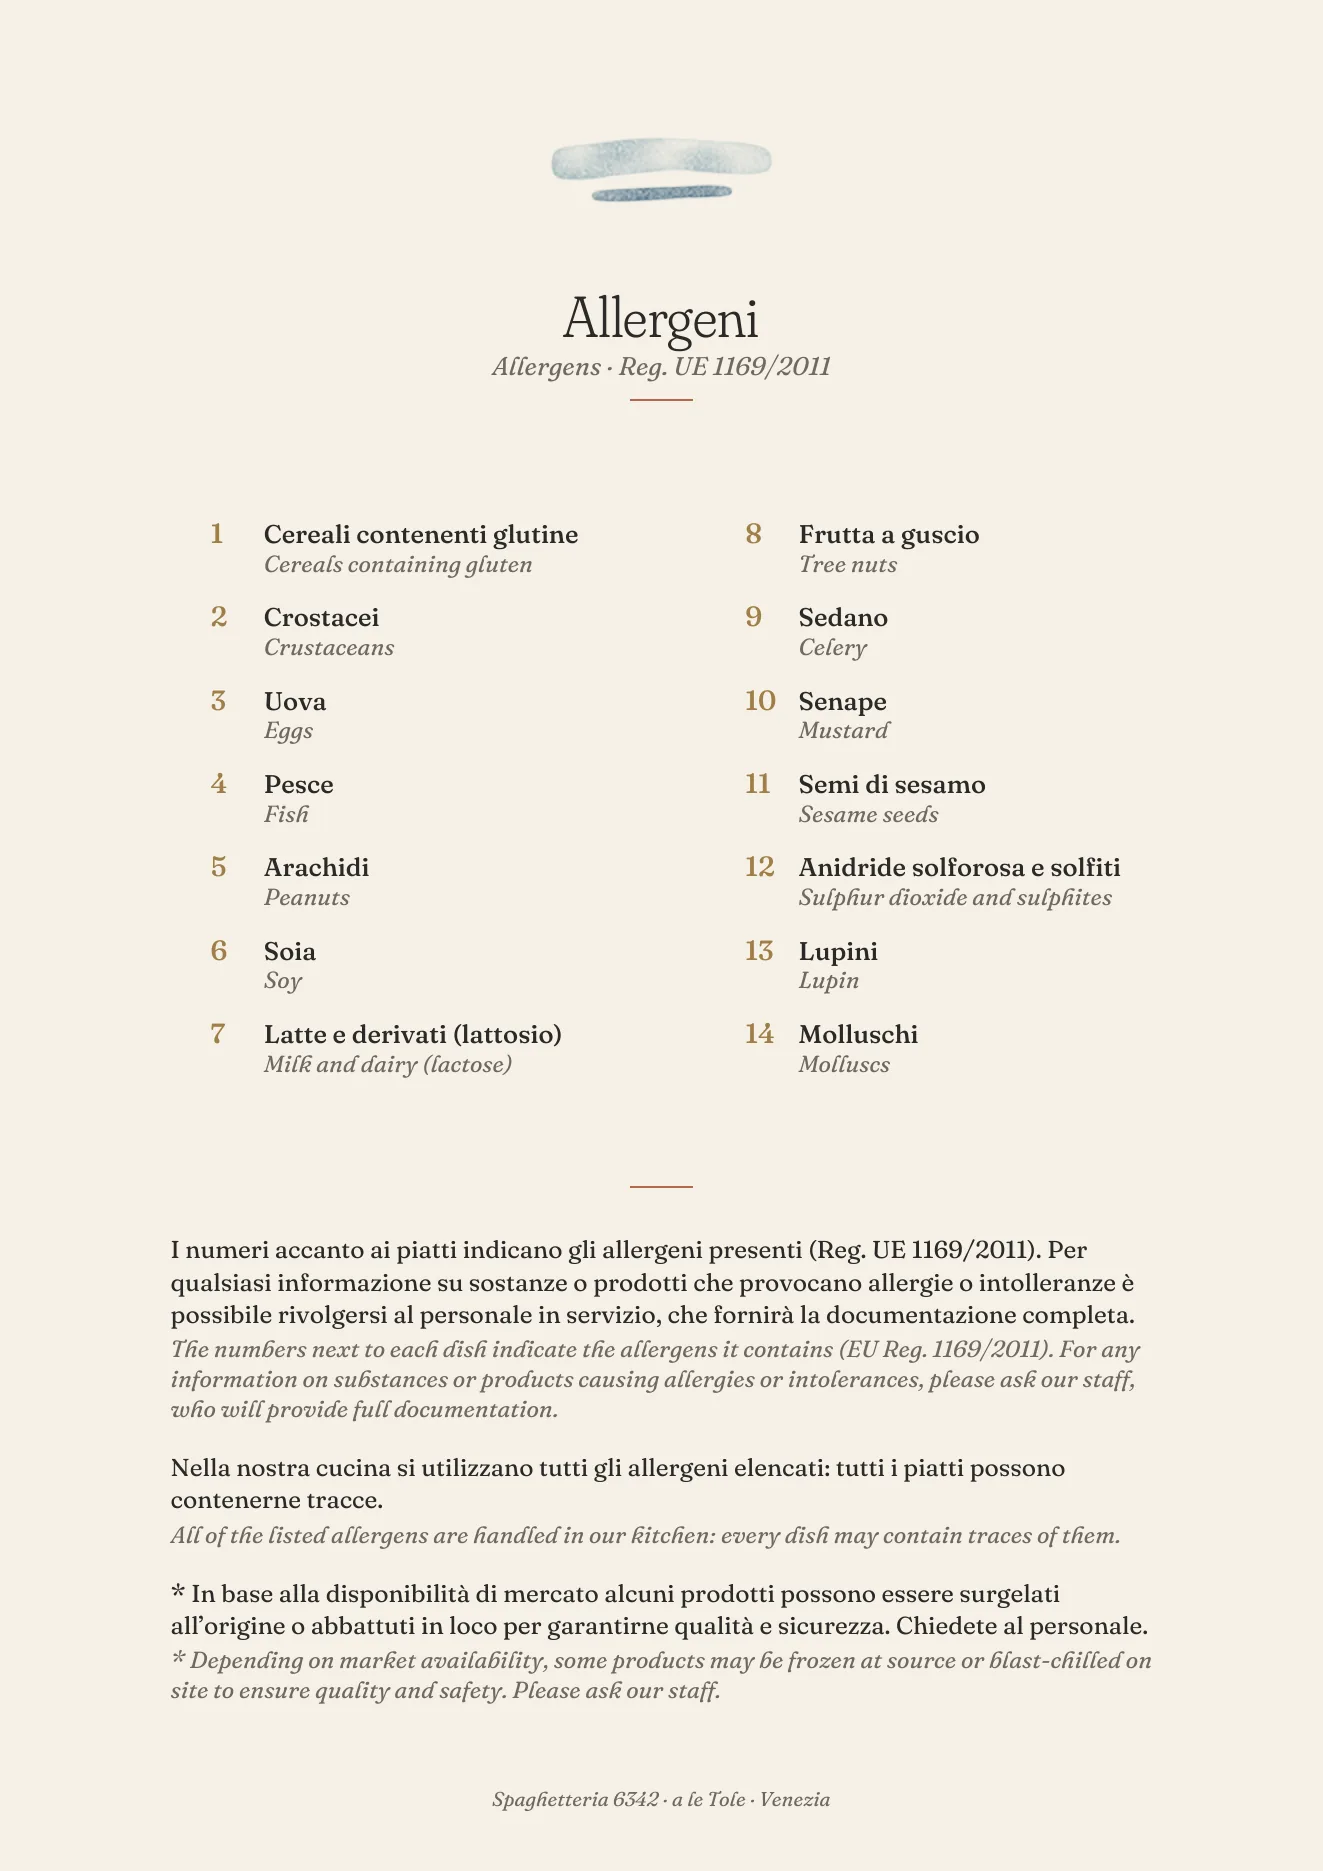 Allergeni
Allergens · Reg. UE 1169/2011
1 Cereali contenenti glutine
Cereals containing gluten
2 Crostacei
Crustaceans
3 Uova
Eggs
4 Pesce
Fish
5 Arachidi
Peanuts
6 Soia
Soy
7 Latte e derivati (lattosio)
Milk and dairy (lactose)
8 Frutta a guscio
Tree nuts
9 Sedano
Celery
10 Senape
Mustard
11 Semi di sesamo
Sesame seeds
12 Anidride solforosa e solfiti
Sulphur dioxide and sulphites
13 Lupini
Lupin
14 Molluschi
Molluscs
I numeri accanto ai piatti indicano gli allergeni presenti (Reg. UE 1169/2011). Per
qualsiasi informazione su sostanze o prodotti che provocano allergie o intolleranze è
possibile rivolgersi al personale in servizio, che fornirà la documentazione completa.
The numbers next to each dish indicate the allergens it contains (EU Reg. 1169/2011). For any
information on substances or products causing allergies or intolerances, please ask our staff,
who will provide full documentation.
Nella nostra cucina si utilizzano tutti gli allergeni elencati: tutti i piatti possono
contenerne tracce.
All of the listed allergens are handled in our kitchen: every dish may contain traces of them.
* In base alla disponibilità di mercato alcuni prodotti possono essere surgelati
all’origine o abbattuti in loco per garantirne qualità e sicurezza. Chiedete al personale.
* Depending on market availability, some products may be frozen at source or blast-chilled on
site to ensure quality and safety. Please ask our staff.
Spaghetteria 6342 · a le Tole · Venezia